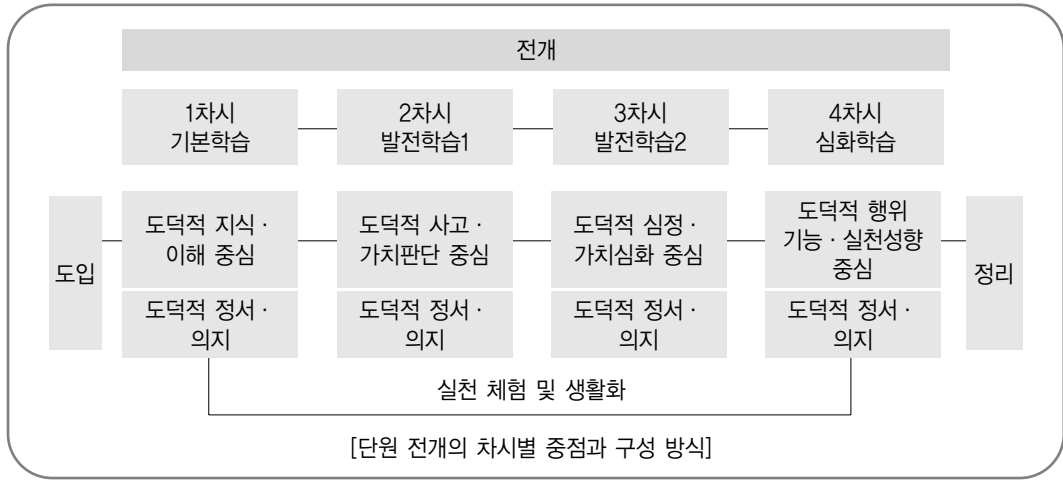 전개
1차시
기본학습
2차시
발전학습1
3차시
발전학습2
4차시
심화학습
도입
도덕적 지식 ·
이해 중심
도덕적 사고 ·
가치판단 중심
도덕적 심정 ·
가치심화 중심
도덕적 행위
기능 · 실천성향
중심
정리
도덕적 정서 ·
의지
도덕적 정서 ·
의지
도덕적 정서 ·
의지
도덕적 정서 ·
의지
실천 체험 및 생활화
[단원 전개의 차시별 중점과 구성 방식]